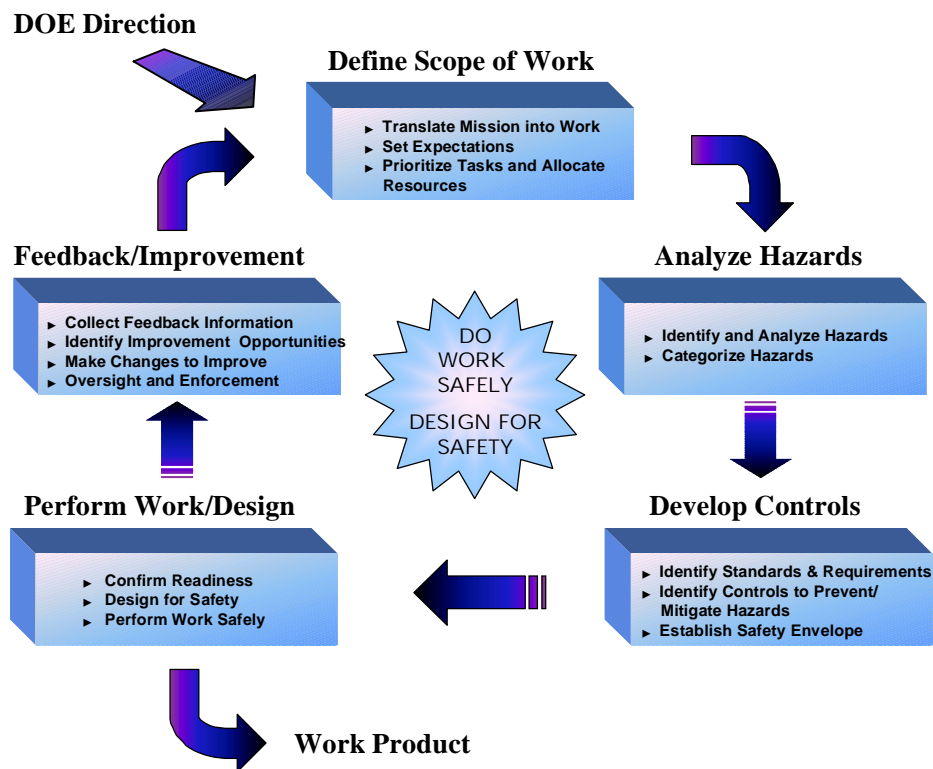 DOE Direction
Define Scope of Work
► Translate Mission into Work
► Set Expectations
► Prioritize Tasks and Allocate
Resources
Analyze Hazards
► Identify and Analyze Hazards
► Categorize Hazards
Develop Controls
► Identify Standards & Requirements
► Identify Controls to Prevent/
Mitigate Hazards
► Establish Safety Envelope
Perform Work/Design
► Confirm Readiness
► Design for Safety
► Perform Work Safely
Work Product
Feedback/Improvement
► Collect Feedback Information
► Identify Improvement Opportunities
► Make Changes to Improve
► Oversight and Enforcement
DO
WORK
SAFELY
DESIGN FOR
SAFETY